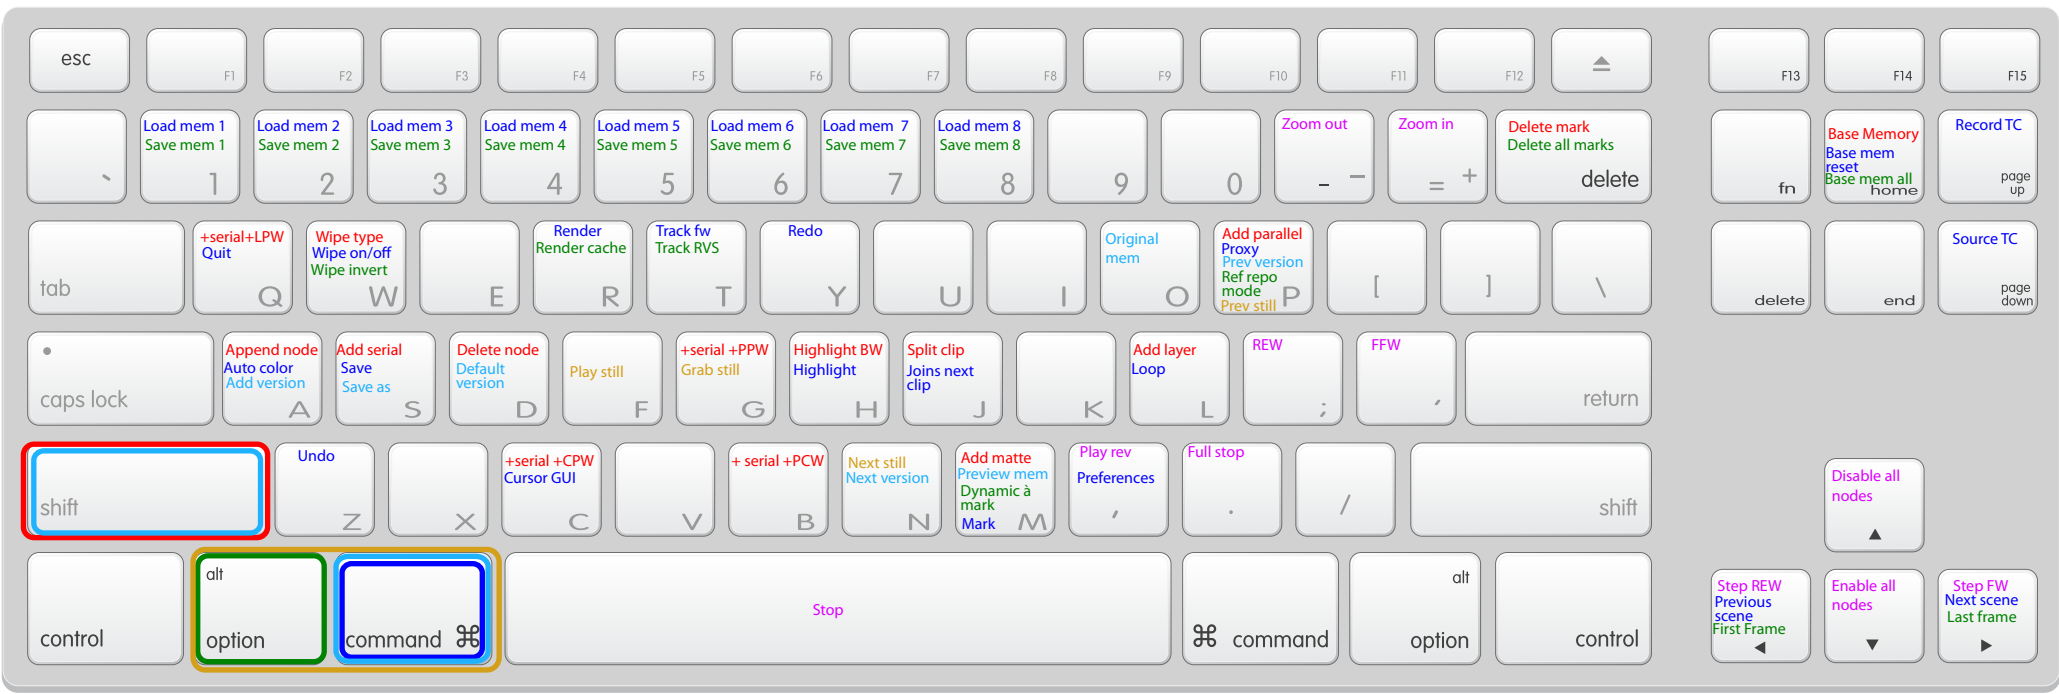 esc
F1
F2
F3
F4
F5
F6
F7
F8
F9
F10
F11
F12
F13
F14
F15
`
Load mem 1
Save mem 1
1
Load mem 2
Save mem 2
2
Load mem 3
Save mem 3
3
Load mem 4
Save mem 4
4
Load mem 5
Save mem 5
5
Load mem 6
Save mem 6
6
Load mem 7
Save mem 7
7
Load mem 8
Save mem 8
8
9
0
Zoom out
- –
Zoom in
= +
Delete mark
Delete all marks
delete
fn
Base Memory
Base mem
reset
Base mem all
home
Record TC
page
up
tab
+serial+LPW
Quit
Q
Wipe type
Wipe on/off
Wipe invert
W
E
Render
Render cache
R
Track fw
Track RVS
T
Redo
Y
U
I
Original
mem
O
Add parallel
Proxy
Prev version
Ref repo
mode
Prev still
P
[
]
\
delete
end
Source TC
page
down
caps lock
Append node
Auto color
Add version
A
Add serial
Save
Save as
S
Delete node
Default
version
D
Play still
F
+serial +PPW
Grab still
G
Highlight BW
Highlight
H
Split clip
Joins next
clip
J
K
Add layer
Loop
L
REW
;
FFW
,
return
shift
Undo
Z
X
+serial +CPW
Cursor GUI
C
V
+ serial +PCW
B
Next still
Next version
N
Add matte
Preview mem
Dynamic à
mark
Mark
M
Play rev
Preferences
,
Full stop
.
/
shift
Disable all
nodes
▲
control
alt
option
command ⌘
Stop
⌘ command
alt
option
control
Step REW
Previous
scene
First Frame
◀
Enable all
nodes
▼
Step FW
Next scene
Last frame
▶